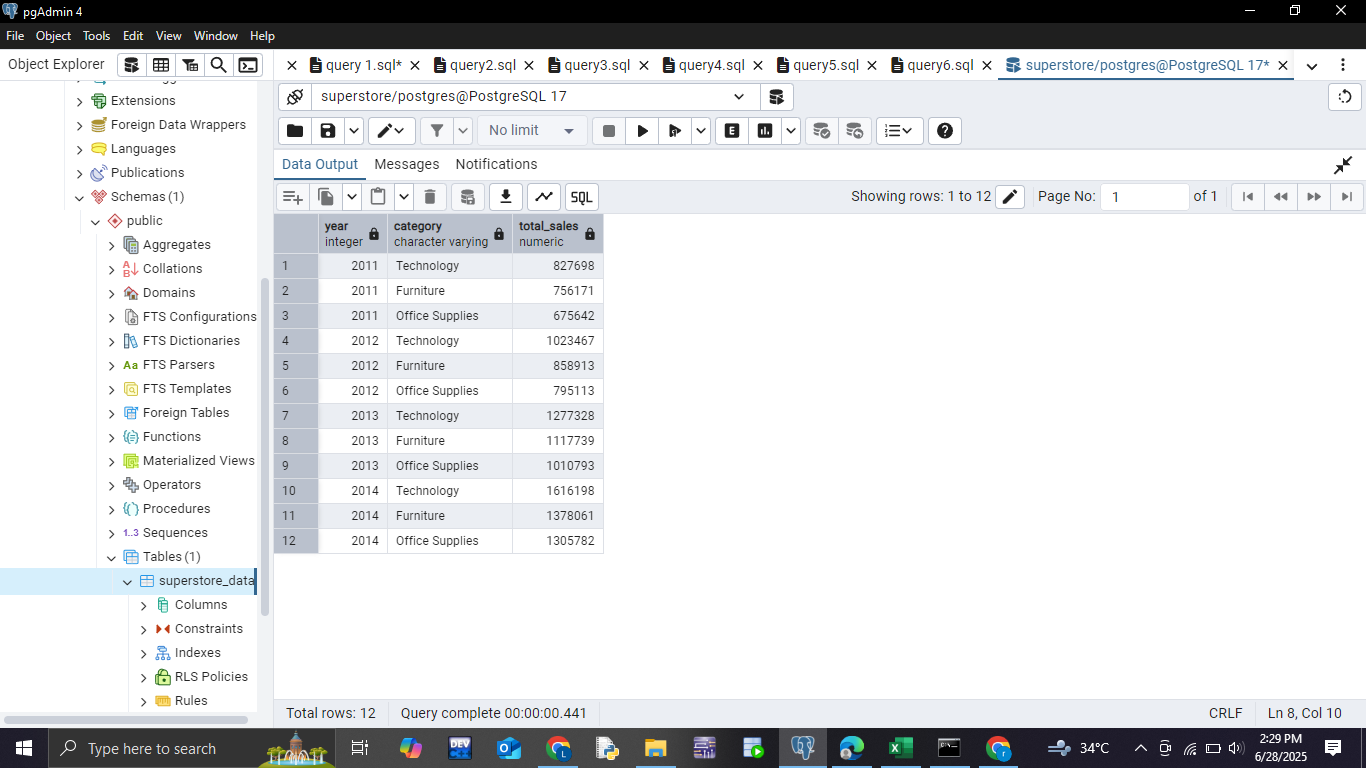 pgAdmin 4
File Object Tools Edit View Window Help
Object Explorer
query 1.sql* query2.sql query3.sql query4.sql query5.sql query6.sql superstore/postgres@PostgreSQL 17*
superstore/postgres@PostgreSQL 17
No limit
E
Data Output Messages Notifications
SQL Showing rows: 1 to 12 Page No: 1 of 1
Extensions
Foreign Data Wrappers
Languages
Publications
Schemas (1)
public
Aggregates
Collations
Domains
FTS Configurations
FTS Dictionaries
Aa FTS Parsers
FTS Templates
Foreign Tables
Functions
Materialized Views
Operators
Procedures
1..3 Sequences
Tables (1)
superstore_data
Columns
Constraints
Indexes
RLS Policies
Rules
year category total_sales
integer character varying numeric
1 2011 Technology 827698
2 2011 Furniture 756171
3 2011 Office Supplies 675642
4 2012 Technology 1023467
5 2012 Furniture 858913
6 2012 Office Supplies 795113
7 2013 Technology 1277328
8 2013 Furniture 1117739
9 2013 Office Supplies 1010793
10 2014 Technology 1616198
11 2014 Furniture 1378061
12 2014 Office Supplies 1305782
Total rows: 12 Query complete 00:00:00.441 CRLF Ln 8, Col 10
Type here to search DEV 34°C 2:29 PM
6/28/2025